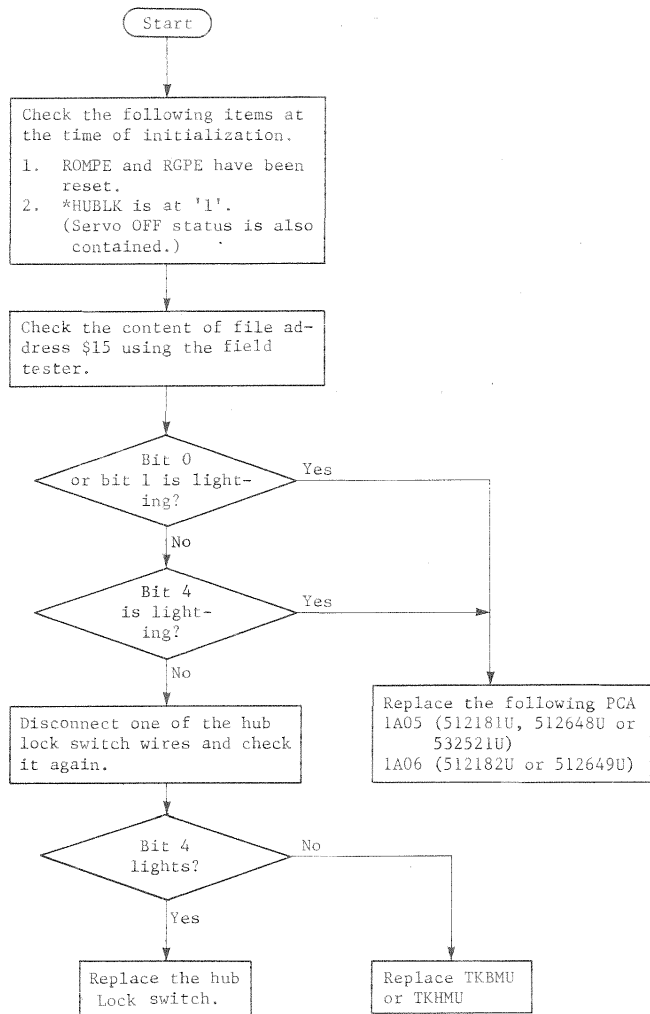 Start
Check the following items at
the time of initialization.
1. ROMPE and RGPE have been
reset.
2. *HUBLK is at '1'.
(Servo OFF status is also
contained.)
Check the content of file ad-
dress $15 using the field
tester.
Bit 0
or bit 1 is light-
ing?
Yes
No
Bit 4
is light-
ing?
Yes
No
Replace the following PCA
1A05 (512181U, 512648U or
532521U)
1A06 (512182U or 512649U)
Disconnect one of the hub
lock switch wires and check
it again.
Bit 4
lights?
No
Yes
Replace the hub
Lock switch.
Replace TKBMU
or TKHMU